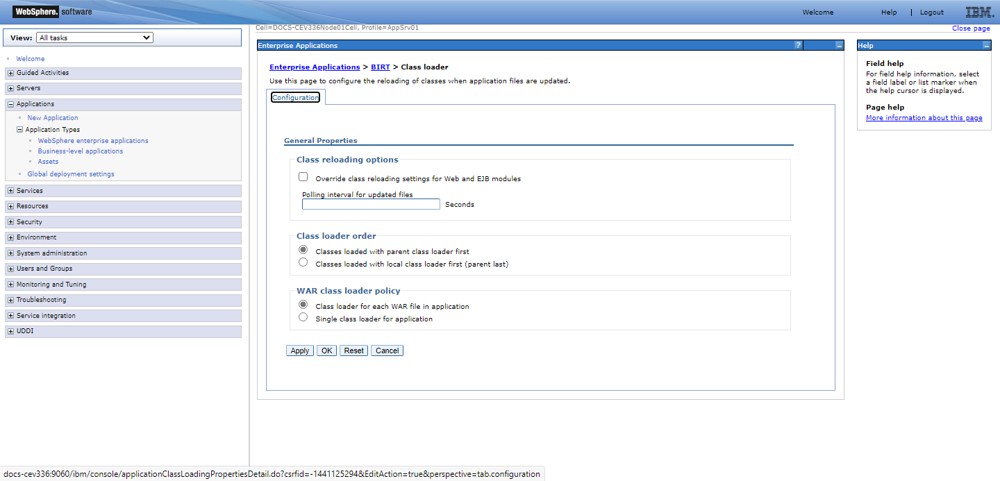 WebSphere. software
Welcome Help | Logout IBM.
View: All tasks
Cell=DOCS-CEV336Node01Cell, Profile=AppSrv01
Close page
Welcome
Guided Activities
Servers
Applications
New Application
Application Types
WebSphere enterprise applications
Business-level applications
Assets
Global deployment settings
Services
Resources
Security
Environment
System administration
Users and Groups
Monitoring and Tuning
Troubleshooting
Service integration
UDDI
Enterprise Applications ?
Enterprise Applications > BIRT > Class loader
Use this page to configure the reloading of classes when application files are updated.
Configuration
General Properties
Class reloading options
Override class reloading settings for Web and EJB modules
Polling interval for updated files
Seconds
Class loader order
Classes loaded with parent class loader first
Classes loaded with local class loader first (parent last)
WAR class loader policy
Class loader for each WAR file in application
Single class loader for application
Apply OK Reset Cancel
Help
Field help
For field help information, select
a field label or list marker when
the help cursor is displayed.
Page help
More information about this page
docs-cev336:9060/ibm/console/applicationClassLoadingPropertiesDetail.do?csrfid=-1441125294&EditAction=true&perspective=tab.configuration